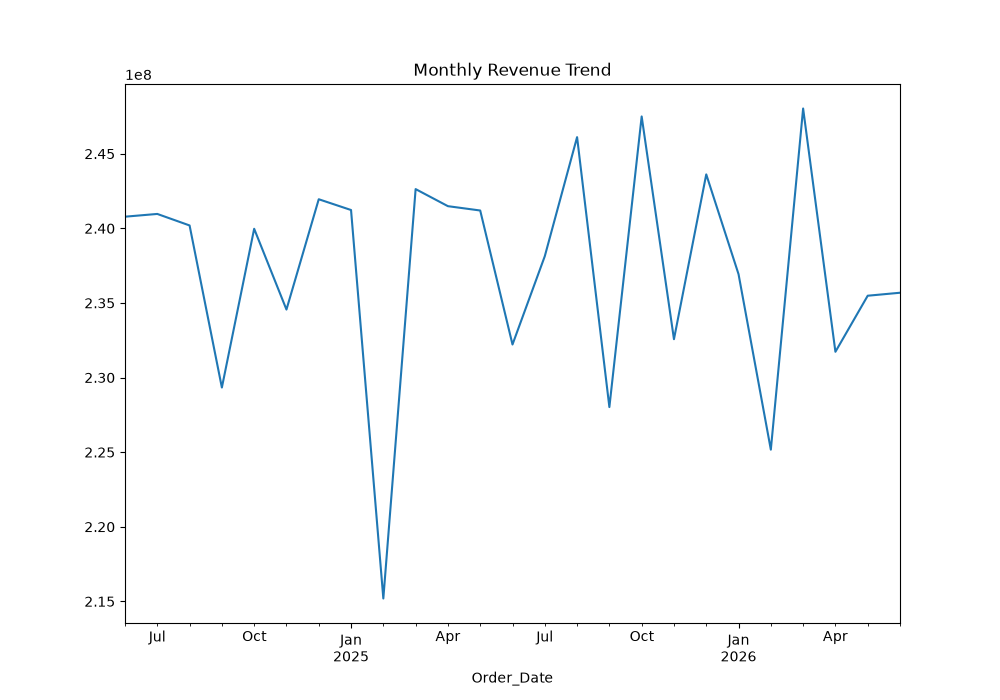 Monthly Revenue Trend
1e8
2.45
2.40
2.35
2.30
2.25
2.20
2.15
Jul Oct Jan Apr Jul Oct Jan Apr
2025 2026
Order_Date